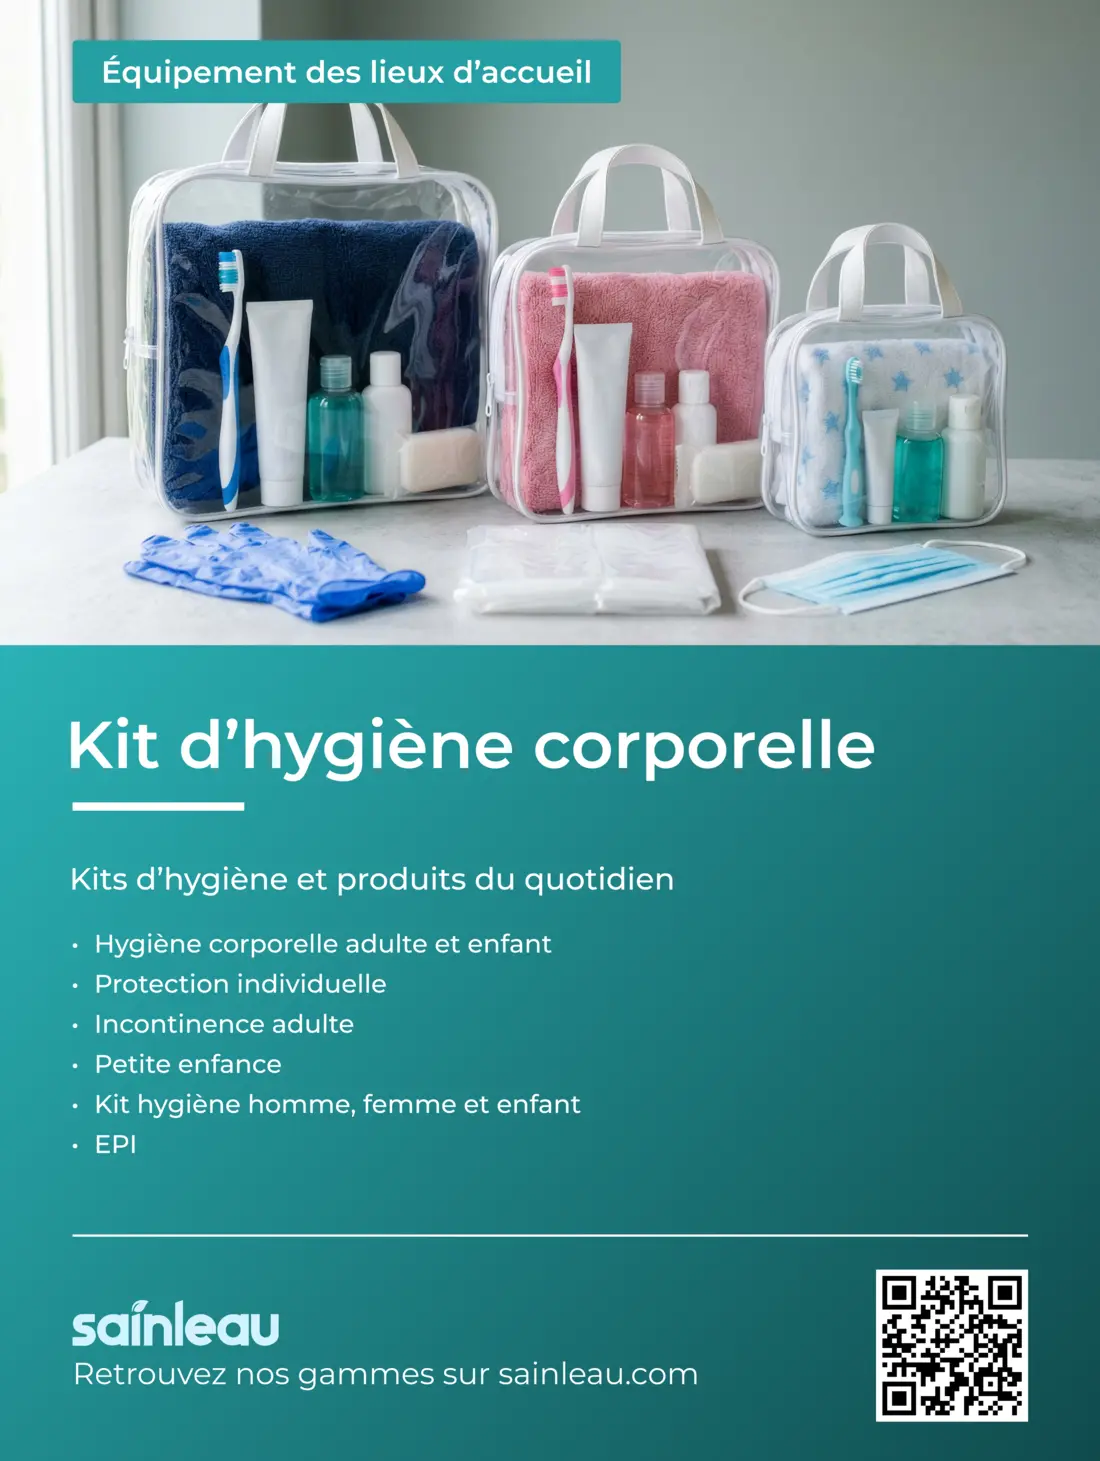 Équipement des lieux d’accueil
Kit d’hygiène corporelle
Kits d’hygiène et produits du quotidien
• Hygiène corporelle adulte et enfant
• Protection individuelle
• Incontinence adulte
• Petite enfance
• Kit hygiène homme, femme et enfant
• EPI
sainleau
Retrouvez nos gammes sur sainleau.com